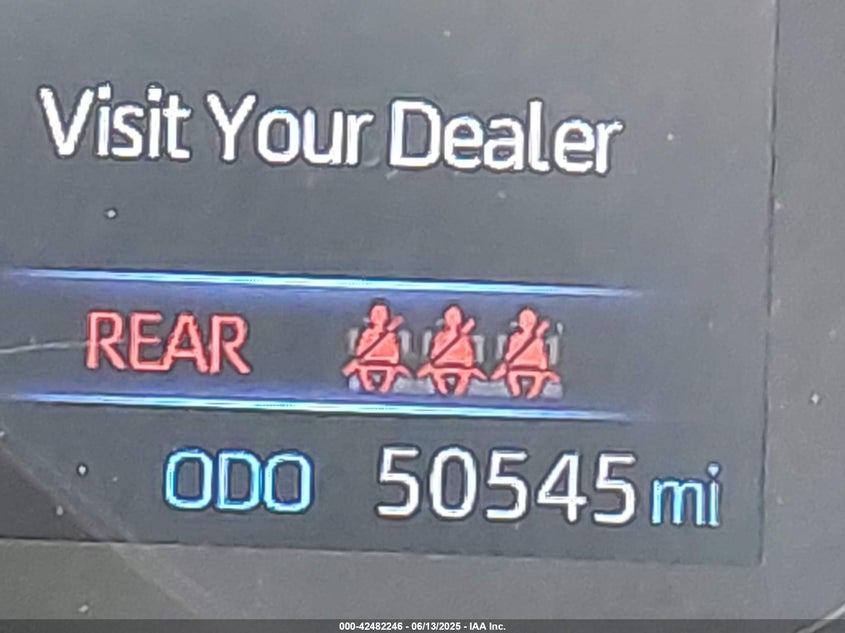 Visit Your Dealer
REAR
ODO 50545 mi
000-42482246 - 06/13/2025 - IAA Inc.